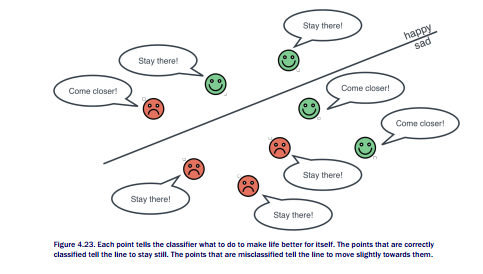 Stay there!
happy
sad
Stay there!
Come closer!
Come closer!
Come closer!
Stay there!
Stay there!
Stay there!
Figure 4.23. Each point tells the classifier what to do to make life better for itself. The points that are correctly
classified tell the line to stay still. The points that are misclassified tell the line to move slightly towards them.